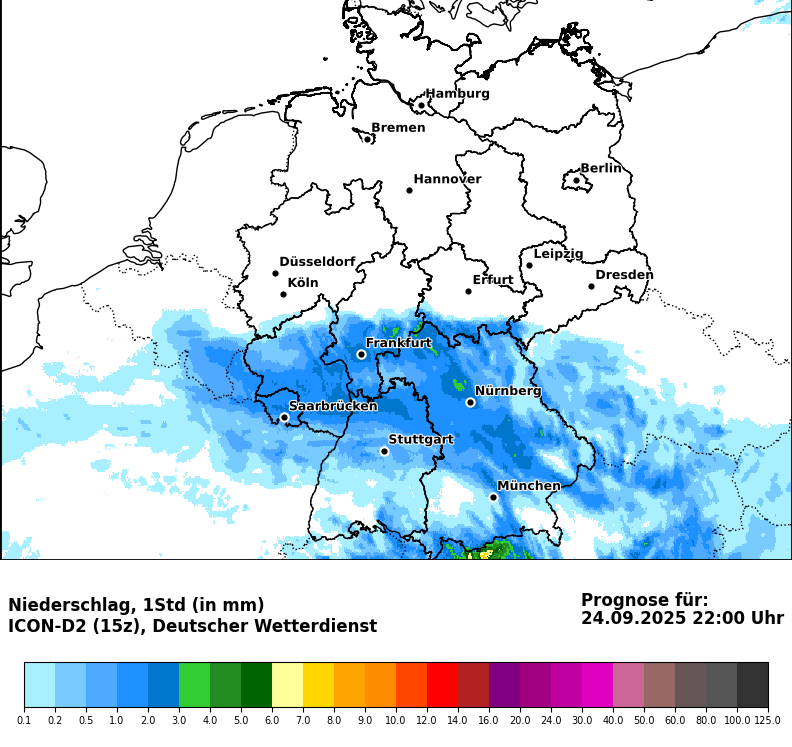 Hamburg
Bremen
Berlin
Hannover
Leipzig
Düsseldorf
Dresden
Köln
Erfurt
Frankfurt
Nürnberg
Saarbrücken
Stuttgart
München
Niederschlag, 1Std (in mm)
ICON-D2 (15z), Deutscher Wetterdienst
Prognose für:
24.09.2025 22:00 Uhr
0.1 0.2 0.5 1.0 2.0 3.0 4.0 5.0 6.0 7.0 8.0 9.0 10.0 12.0 14.0 16.0 20.0 24.0 30.0 40.0 50.0 60.0 80.0 100.0 125.0